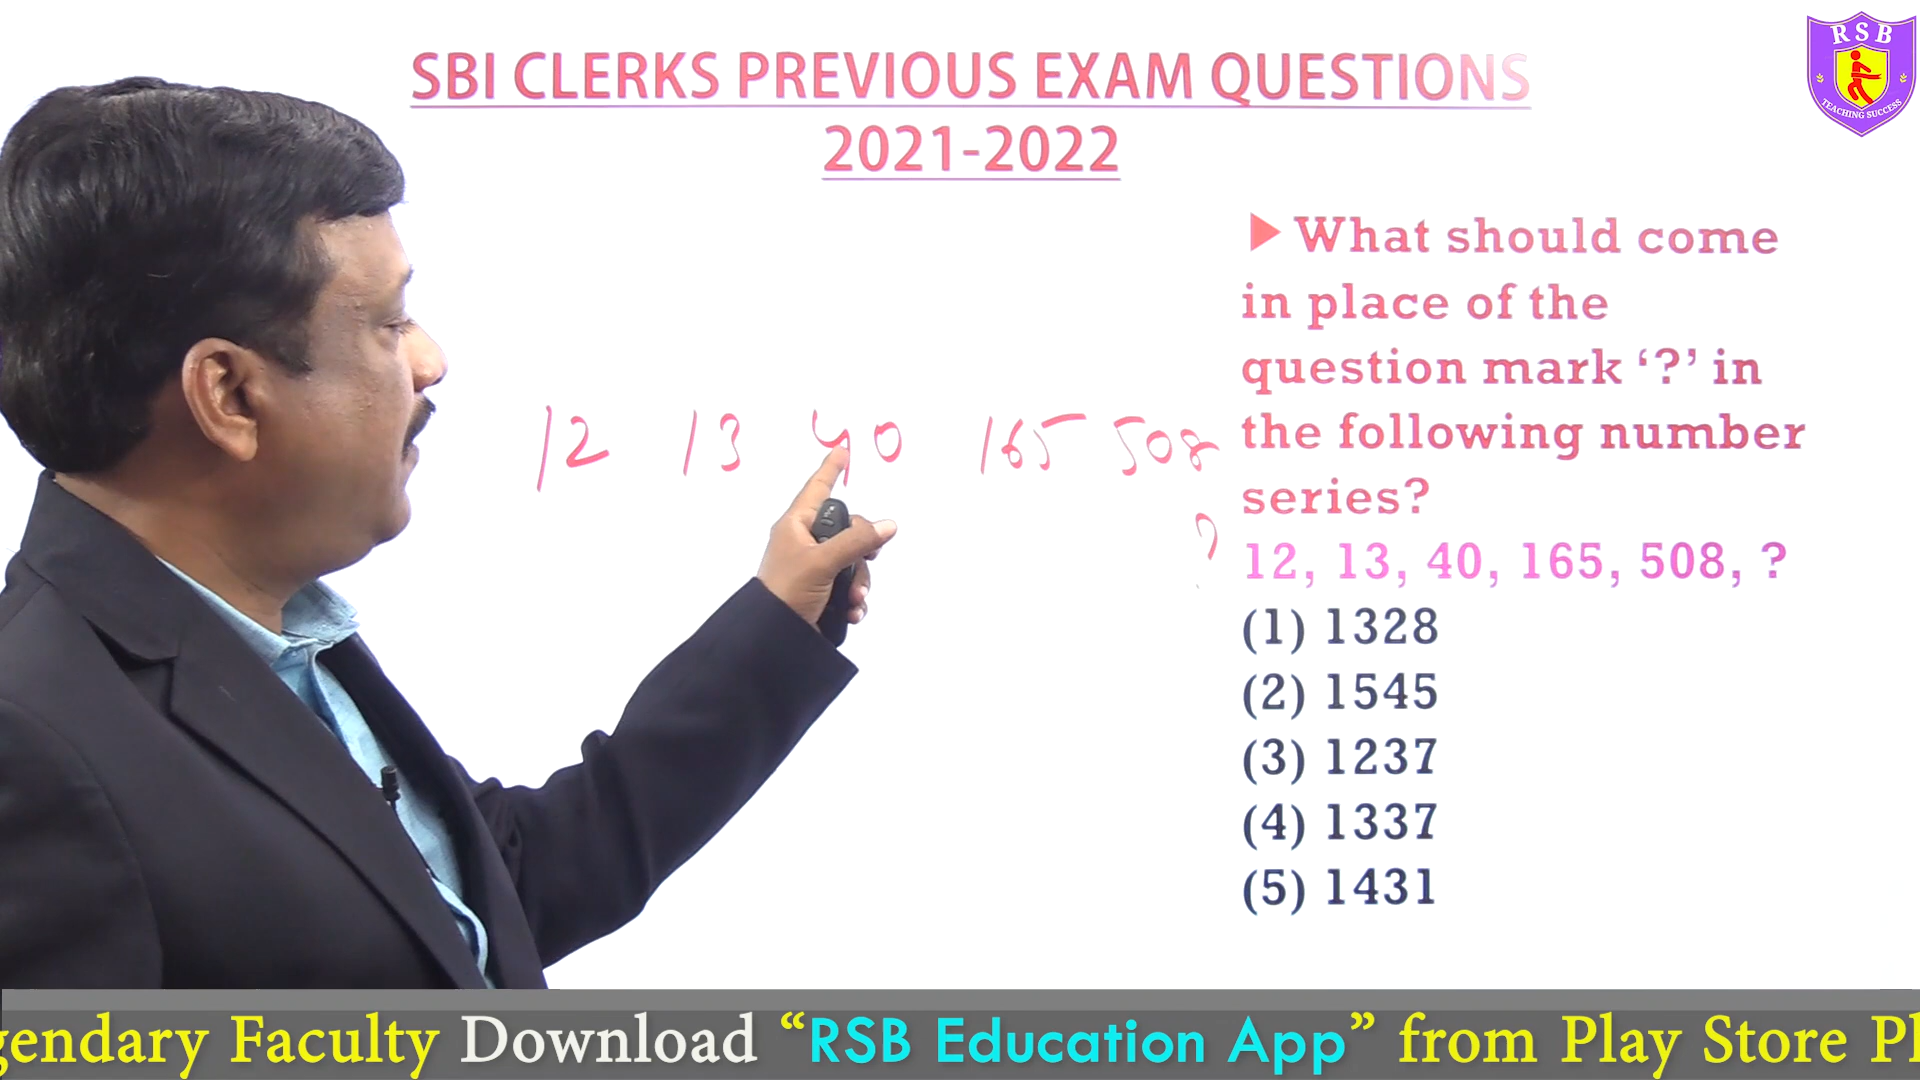 RSB
TEACHING SUCCESS
SBI CLERKS PREVIOUS EXAM QUESTIONS
2021-2022
What should come
in place of the
question mark ‘?’ in
the following number
series?
12, 13, 40, 165, 508, ?
(1) 1328
(2) 1545
(3) 1237
(4) 1337
(5) 1431
12 13 40 165 508
?
gendary Faculty Download “RSB Education App” from Play Store Pl